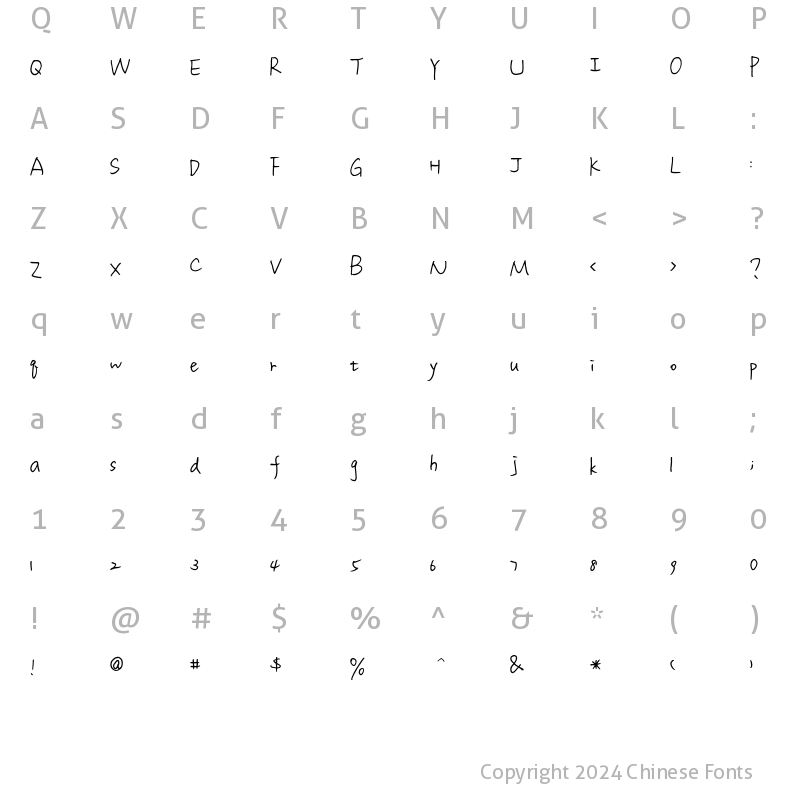 Q W E R T Y U I O P
Q W E R T Y U I O P
A S D F G H J K L :
A S D F G H J K L :
Z X C V B N M < > ?
Z X C V B N M < > ?
q w e r t y u i o p
q w e r t y u i o p
a s d f g h j k l ;
a s d f g h j k l ;
1 2 3 4 5 6 7 8 9 0
1 2 3 4 5 6 7 8 9 0
! @ # $ % ^ & * ( )
! @ # $ % ^ & * ( )
Copyright 2024 Chinese Fonts